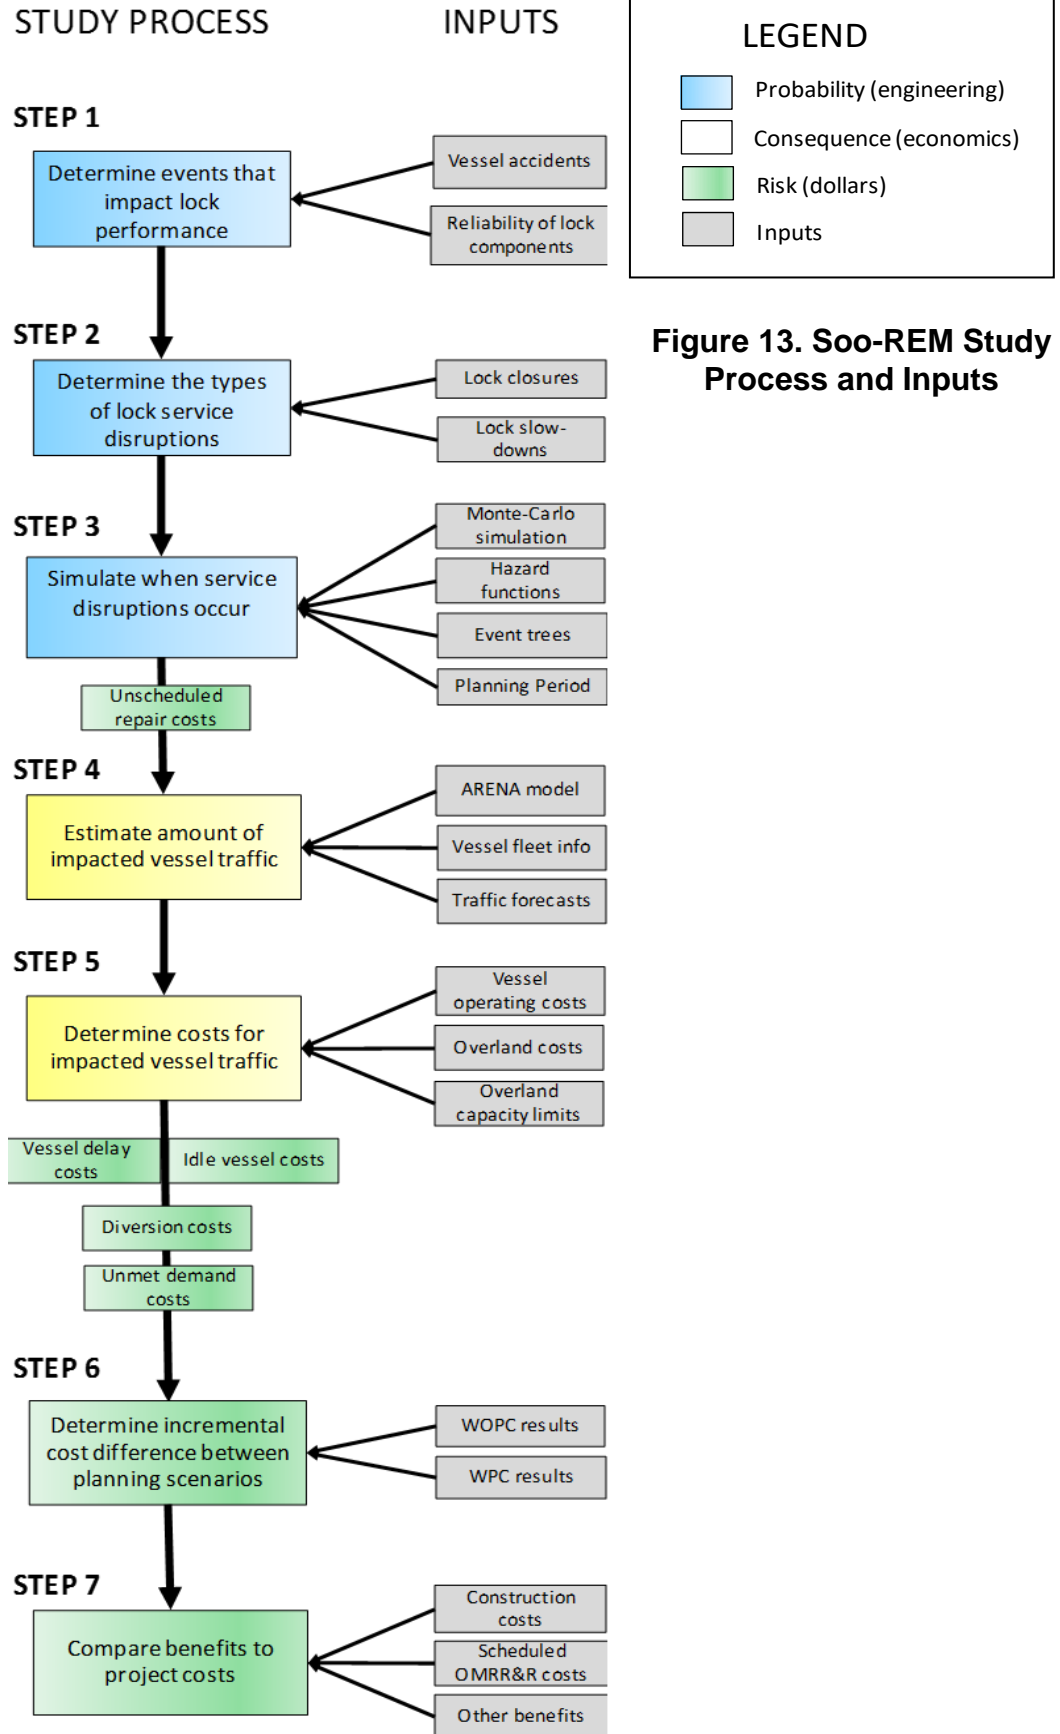 STUDY PROCESS
INPUTS
STEP 1
Determine events that
impact lock
performance
Vessel accidents
Reliability of lock
components
STEP 2
Determine the types
of lock service
disruptions
Lock closures
Lock slow-
downs
STEP 3
Simulate when service
disruptions occur
Monte-Carlo
simulation
Hazard
functions
Event trees
Planning Period
Unscheduled
repair costs
STEP 4
Estimate amount of
impacted vessel traffic
ARENA model
Vessel fleet info
Traffic forecasts
STEP 5
Determine costs for
impacted vessel traffic
Vessel
operating costs
Overland costs
Overland
capacity limits
Vessel delay
costs
Idle vessel costs
Diversion costs
Unmet demand
costs
STEP 6
Determine incremental
cost difference between
planning scenarios
WOPC results
WPC results
STEP 7
Compare benefits to
project costs
Construction
costs
Scheduled
OMRR&R costs
Other benefits
LEGEND
Probability (engineering)
Consequence (economics)
Risk (dollars)
Inputs
Figure 13. Soo-REM Study
Process and Inputs